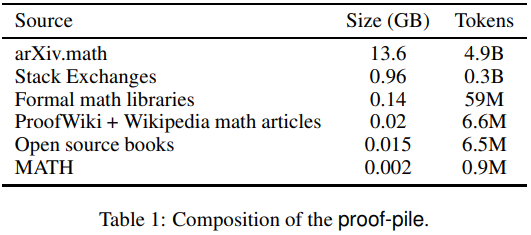 Source Size (GB) Tokens
arXiv.math 13.6 4.9B
Stack Exchanges 0.96 0.3B
Formal math libraries 0.14 59M
ProofWiki + Wikipedia math articles 0.02 6.6M
Open source books 0.015 6.5M
MATH 0.002 0.9M
Table 1: Composition of the proof-pile.